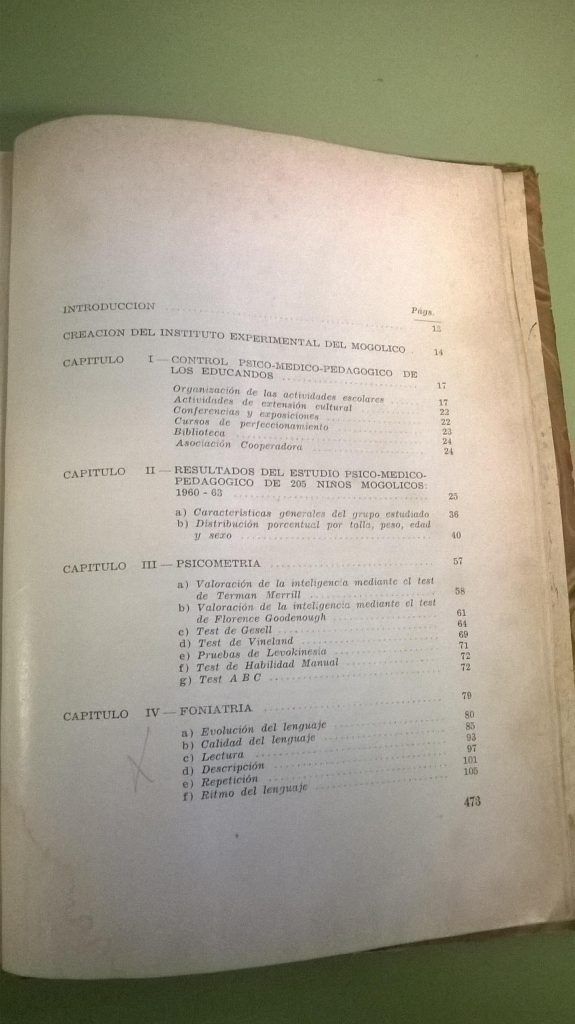 Págs.
INTRODUCCION ........ 13
CREACION DEL INSTITUTO EXPERIMENTAL DEL MOGOLICO . 14
CAPITULO I — CONTROL PSICO-MEDICO-PEDAGOGICO DE
LOS EDUCANDOS ........ 17
Organización de las actividades escolares ........ 17
Actividades de extensión cultural ........ 22
Conferencias y exposiciones ........ 22
Cursos de perfeccionamiento ........ 23
Biblioteca ........ 24
Asociación Cooperadora ........ 24
CAPITULO II — RESULTADOS DEL ESTUDIO PSICO-MEDICO-
PEDAGOGICO DE 205 NIÑOS MOGOLICOS:
1960 - 63 ........ 25
a) Características generales del grupo estudiado 36
b) Distribución porcentual por talla, peso, edad
y sexo ........ 40
CAPITULO III — PSICOMETRIA ........ 57
a) Valoración de la inteligencia mediante el test
de Terman Merrill ........ 58
b) Valoración de la inteligencia mediante el test
de Florence Goodenough ........ 61
c) Test de Gesell ........ 64
d) Test de Vineland ........ 69
e) Pruebas de Levokinesia ........ 71
f) Test de Habilidad Manual ........ 72
g) Test A B C ........ 72
CAPITULO IV — FONIATRIA ........ 79
a) Evolución del lenguaje ........ 80
b) Calidad del lenguaje ........ 85
c) Lectura ........ 93
d) Descripción ........ 97
e) Repetición ........ 101
f) Ritmo del lenguaje ........ 105
473